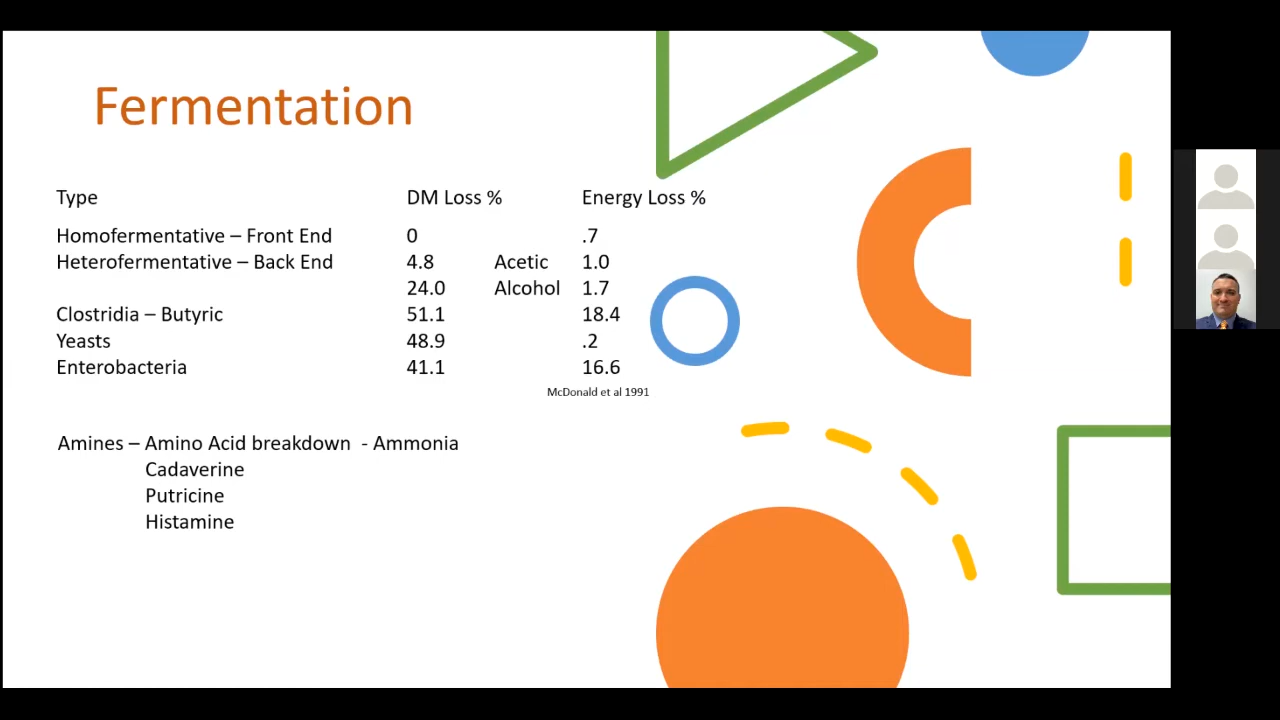 Fermentation
Type DM Loss % Energy Loss %
Homofermentative – Front End 0 .7
Heterofermentative – Back End 4.8 Acetic 1.0
24.0 Alcohol 1.7
Clostridia – Butyric 51.1 18.4
Yeasts 48.9 .2
Enterobacteria 41.1 16.6
McDonald et al 1991
Amines – Amino Acid breakdown - Ammonia
Cadaverine
Putricine
Histamine